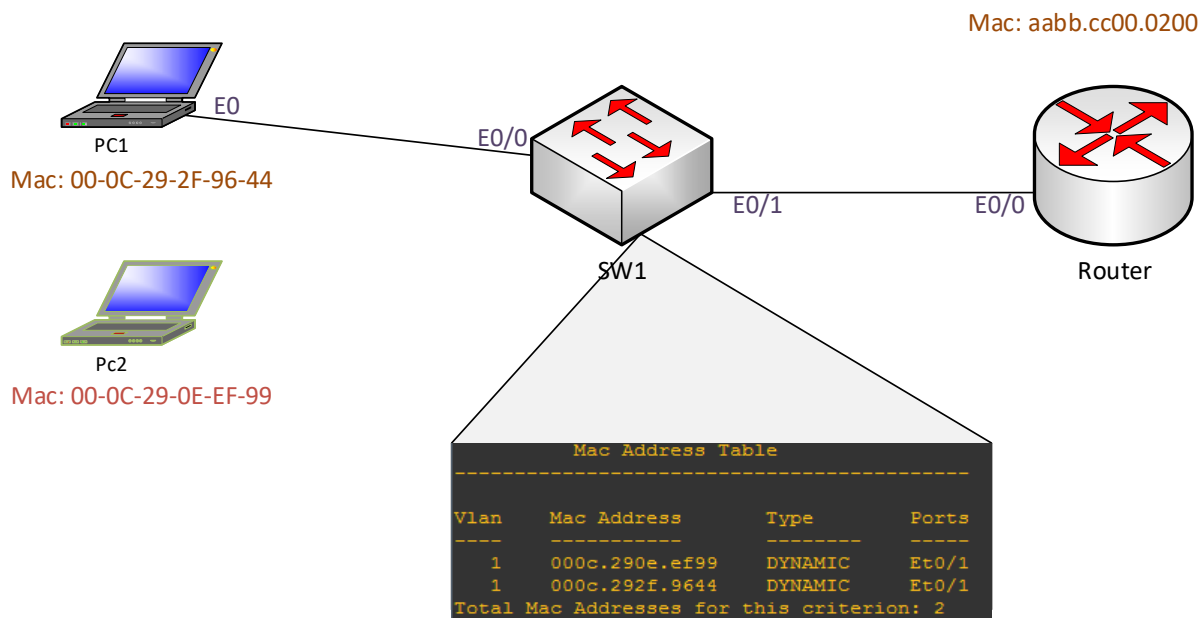 Mac: aabb.cc00.0200
E0
E0/0
PC1
Mac: 00-0C-29-2F-96-44
E0/1
E0/0
SW1
Router
Pc2
Mac: 00-0C-29-0E-EF-99
Mac Address Table
-------------------------------------------
Vlan Mac Address Type Ports
---- ----------- -------- -----
1 000c.290e.ef99 DYNAMIC Et0/1
1 000c.292f.9644 DYNAMIC Et0/1
Total Mac Addresses for this criterion: 2